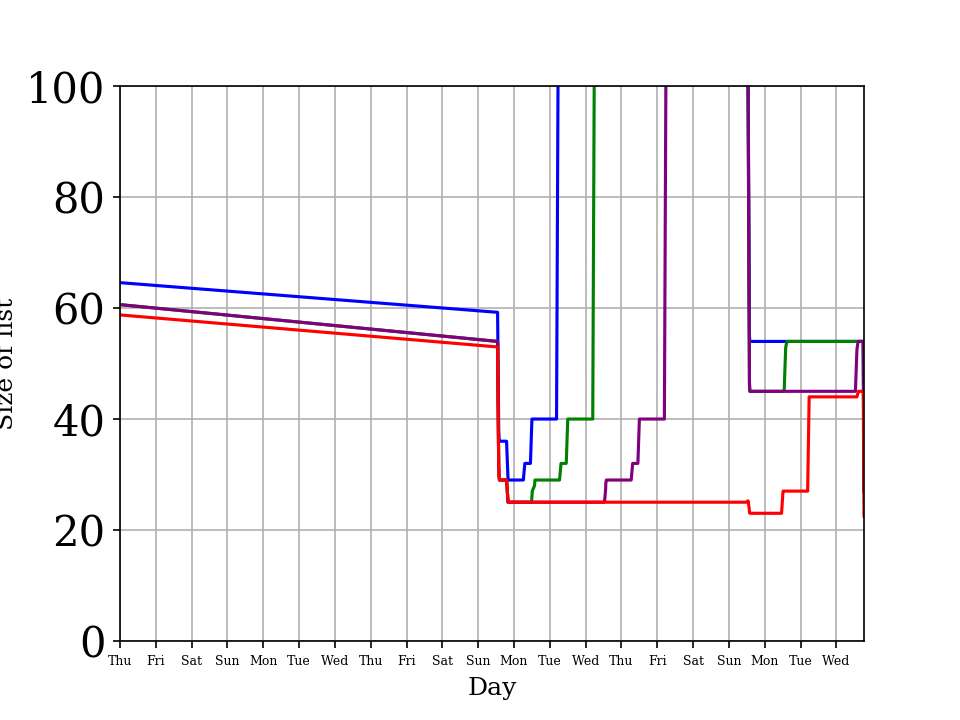 100
80
60
40
20
0
Size of list
Thu Fri Sat Sun Mon Tue Wed Thu Fri Sat Sun Mon Tue Wed Thu Fri Sat Sun Mon Tue Wed
Day